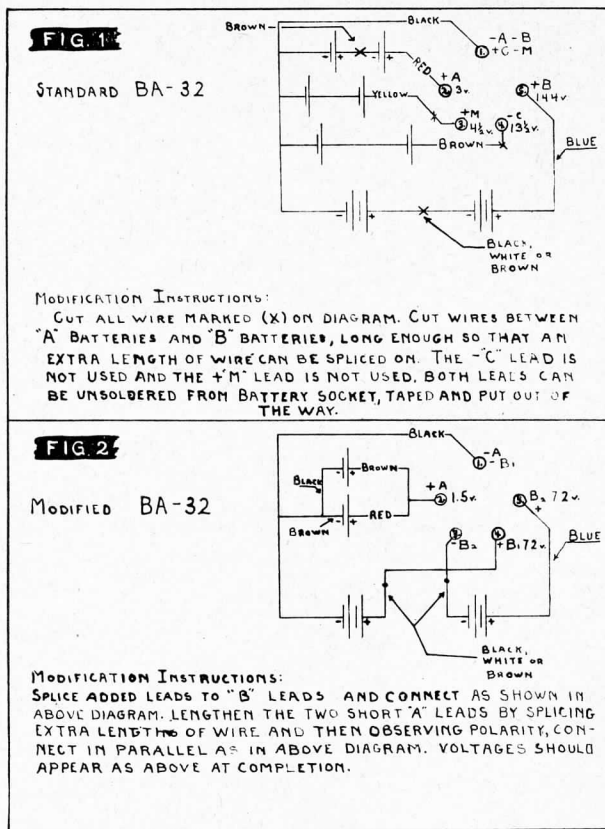 FIG. 1
STANDARD BA-32
BROWN
BLACK
-A -B
1. +C -M
RED
+A
2 3v.
+B
5 144v
YELLOW
+M
3 4½v.
-C
4 13½v.
BROWN
BLUE
- + - +
BLACK,
WHITE OR
BROWN
MODIFICATION INSTRUCTIONS:
CUT ALL WIRE MARKED (X) ON DIAGRAM. CUT WIRES BETWEEN
"A" BATTERIES AND "B" BATTERIES, LONG ENOUGH SO THAT AN
EXTRA LENGTH OF WIRE CAN BE SPLICED ON. THE -"C" LEAD IS
NOT USED AND THE +"M" LEAD IS NOT USED. BOTH LEADS CAN
BE UNSOLDERED FROM BATTERY SOCKET, TAPED AND PUT OUT OF
THE WAY.
FIG. 2
MODIFIED BA-32
BLACK
-A
1. -B₁
BLACK
BROWN
+A
2 1.5v.
BROWN
RED
5 B₂ 72v.
+
3 -B₂
4 +B₁ 72v.
BLUE
- + - +
BLACK,
WHITE OR
BROWN
MODIFICATION INSTRUCTIONS:
SPLICE ADDED LEADS TO "B" LEADS AND CONNECT AS SHOWN IN
ABOVE DIAGRAM. LENGTHEN THE TWO SHORT "A" LEADS BY SPLICING
EXTRA LENGTHS OF WIRE AND THEN OBSERVING POLARITY, CON-
NECT IN PARALLEL AS IN ABOVE DIAGRAM. VOLTAGES SHOULD
APPEAR AS ABOVE AT COMPLETION.